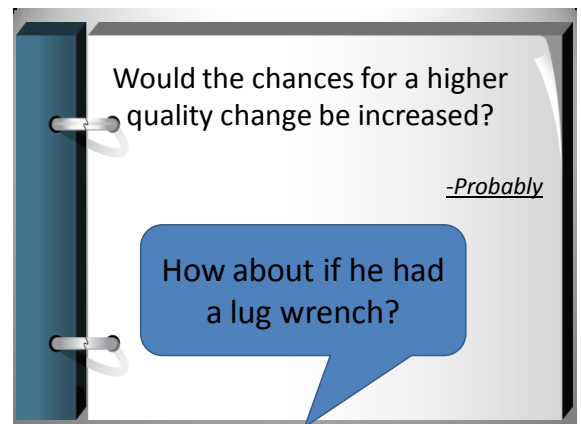 Would the chances for a higher
quality change be increased?
-Probably
How about if he had
a lug wrench?